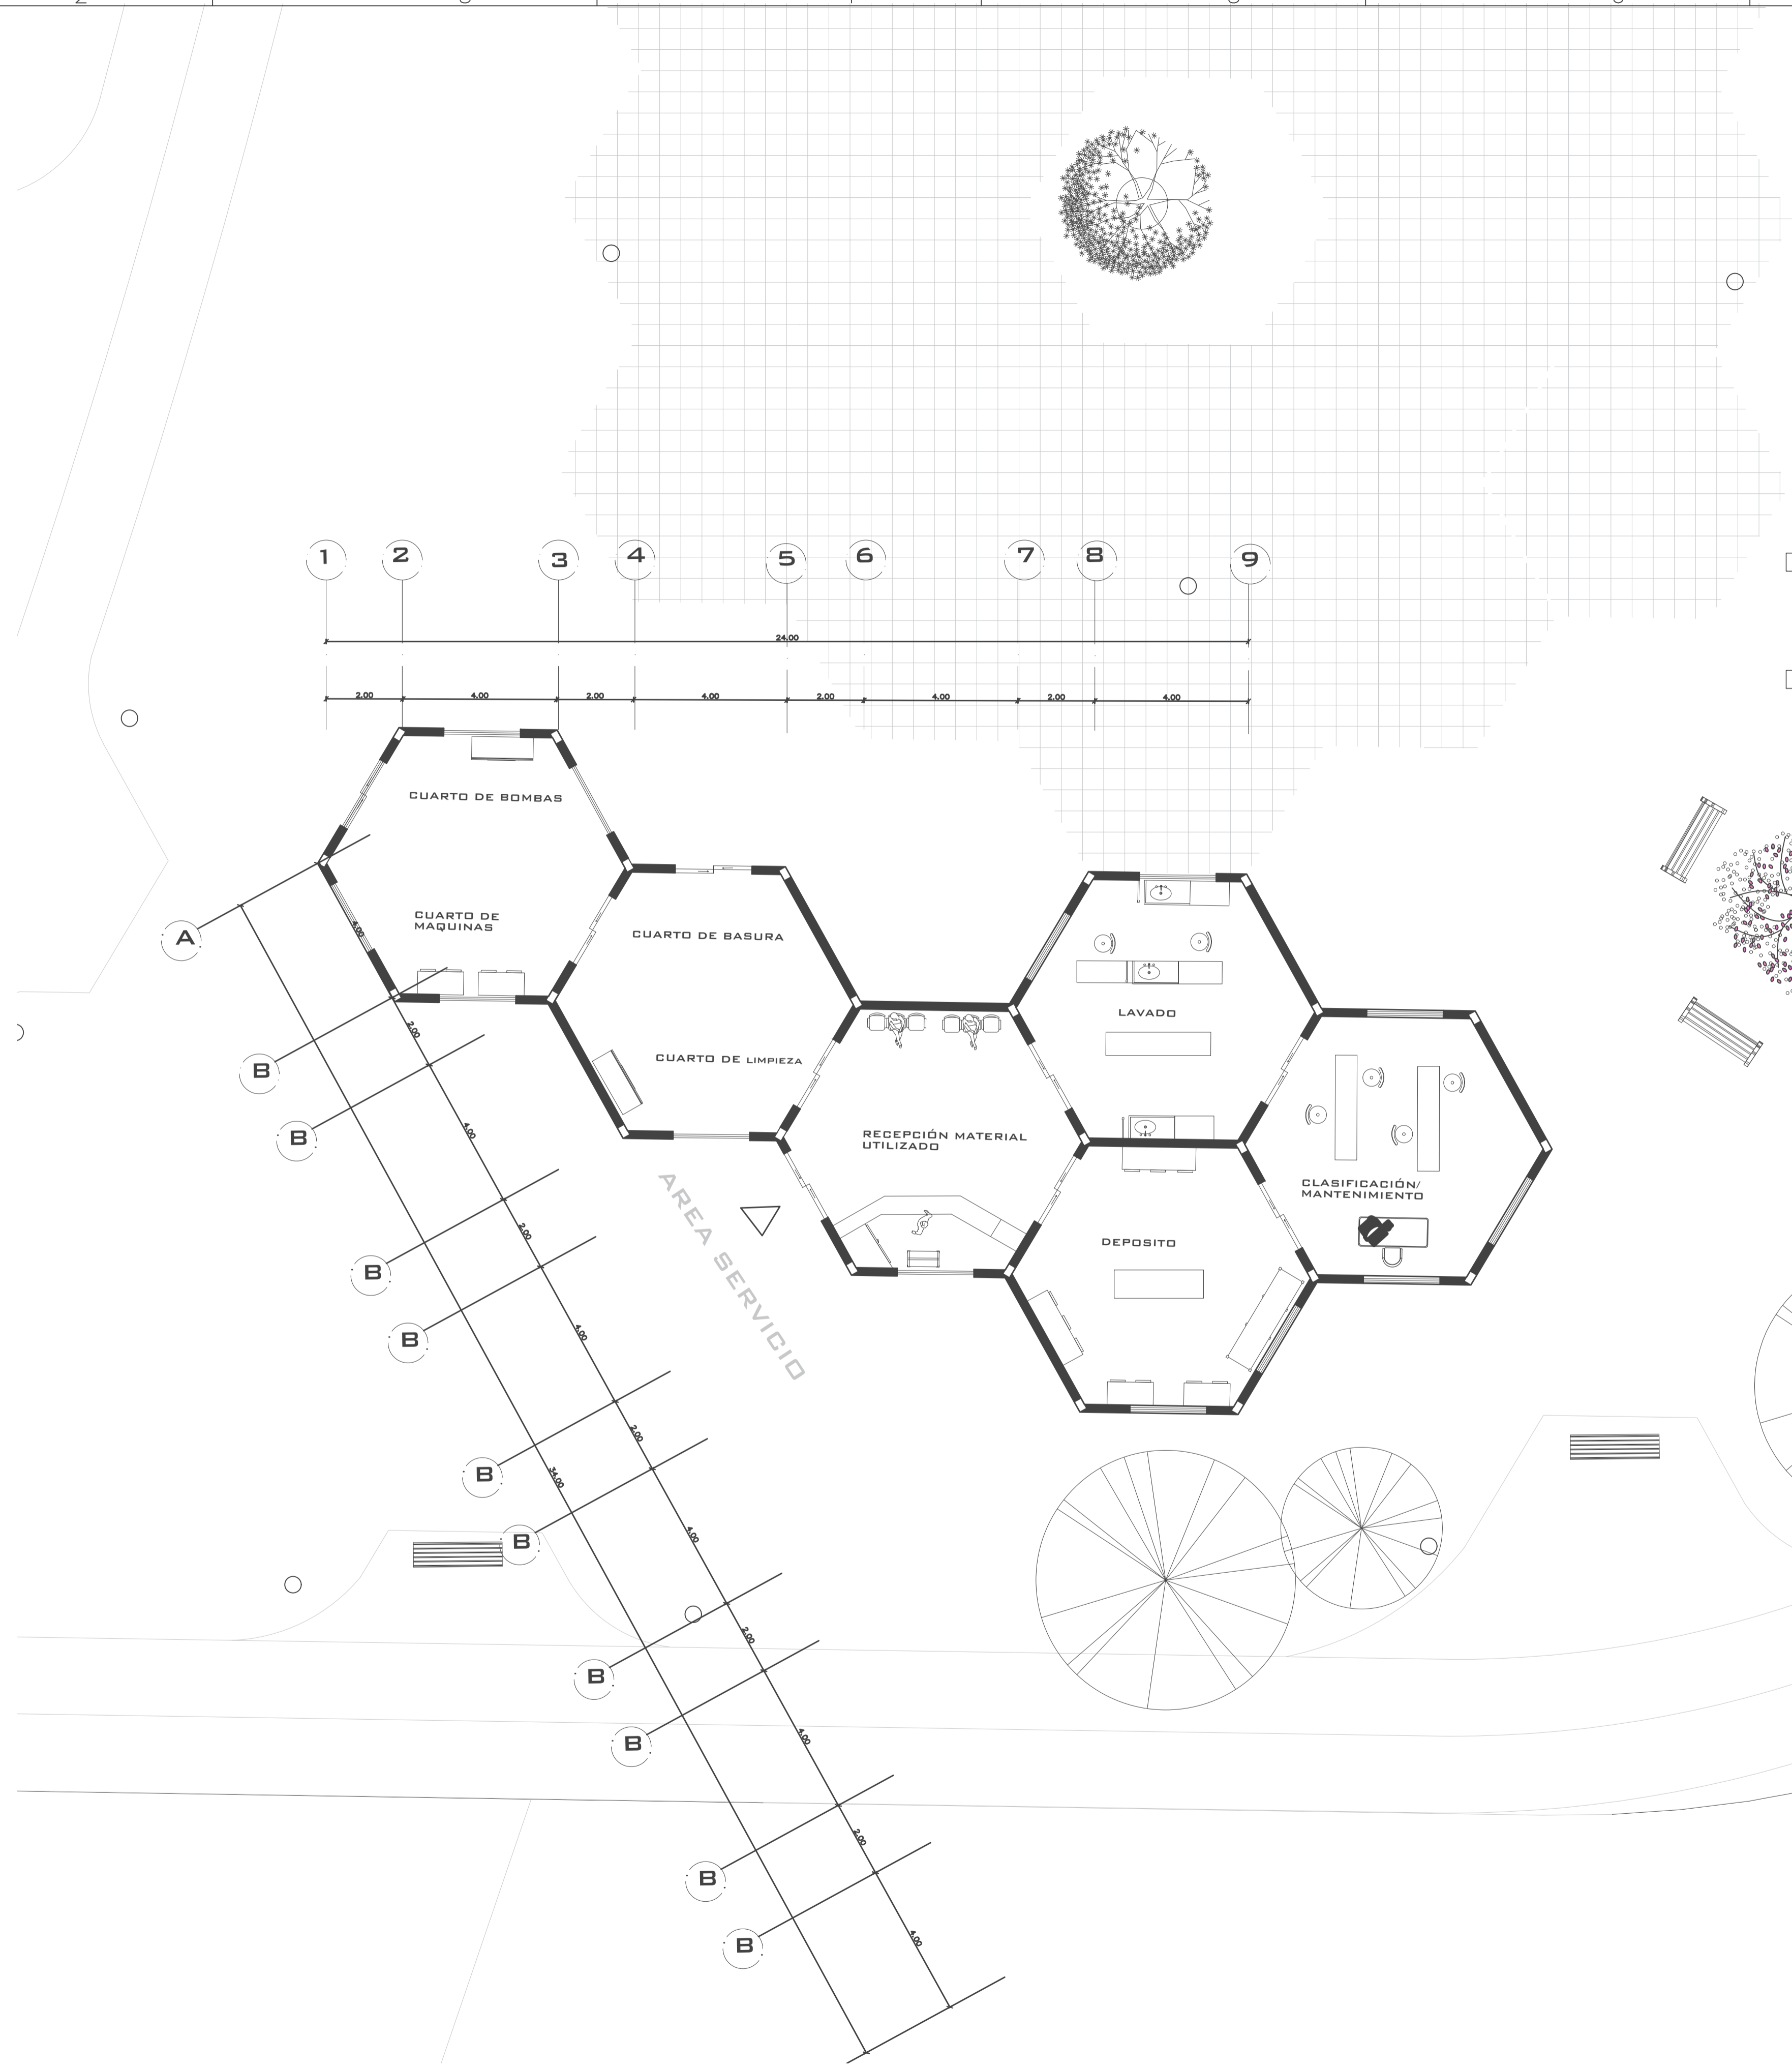 1 2 3 4 5 6 7 8 9
24.00
2.00 4.00 2.00 4.00 2.00 4.00 2.00 4.00
CUARTO DE BOMBAS
CUARTO DE
MAQUINAS
CUARTO DE BASURA
CUARTO DE LIMPIEZA
RECEPCIÓN MATERIAL
UTILIZADO
LAVADO
CLASIFICACIÓN/
MANTENIMIENTO
DEPOSITO
AREA SERVICIO
A
B
B
B
B
B
B
B
B
B
B
4.00
2.00
4.00
2.00
4.00
2.00
4.00
2.00
4.00
2.00
4.00
34.00